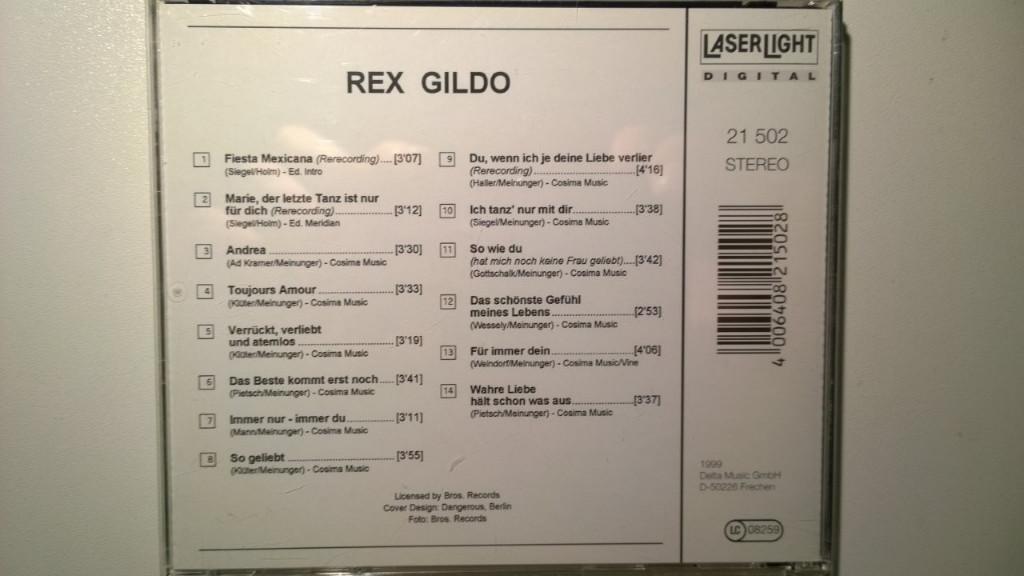 REX GILDO
1 Fiesta Mexicana (Rerecording)....[3'07]
(Siegel/Holm) - Ed. Intro
2 Marie, der letzte Tanz ist nur
für dich (Rerecording)....................[3'12]
(Siegel/Holm) - Ed. Meridian
3 Andrea .......................................[3'30]
(Ad Kramer/Meinunger) - Cosima Music
4 Toujours Amour........................[3'33]
(Klüter/Meinunger) - Cosima Music
5 Verrückt, verliebt
und atemlos ..............................[3'19]
(Klüter/Meinunger) - Cosima Music
6 Das Beste kommt erst noch.....[3'41]
(Pietsch/Meinunger) - Cosima Music
7 Immer nur - immer du...............[3'11]
(Mann/Meinunger) - Cosima Music
8 So geliebt .................................[3'55]
(Klüter/Meinunger) - Cosima Music
9 Du, wenn ich je deine Liebe verlier
(Rerecording)................................[4'16]
(Haller/Meinunger) - Cosima Music
10 Ich tanz' nur mit dir...................[3'38]
(Siegel/Meinunger) - Cosima Music
11 So wie du
(hat mich noch keine Frau geliebt)....[3'42]
(Gottschalk/Meinunger) - Cosima Music
12 Das schönste Gefühl
meines Lebens.........................[2'53]
(Wessely/Meinunger) - Cosima Music
13 Für immer dein.........................[4'06]
(Weindorf/Meinunger) - Cosima Music/Vine
14 Wahre Liebe
hält schon was aus...................[3'37]
(Pietsch/Meinunger) - Cosima Music
Licensed by Bros. Records
Cover Design: Dangerous, Berlin
Foto: Bros. Records
LASERLIGHT
DIGITAL
21 502
STEREO
4 006408 215028
1999
Delta Music GmbH
D-50226 Frechen
LC 08259